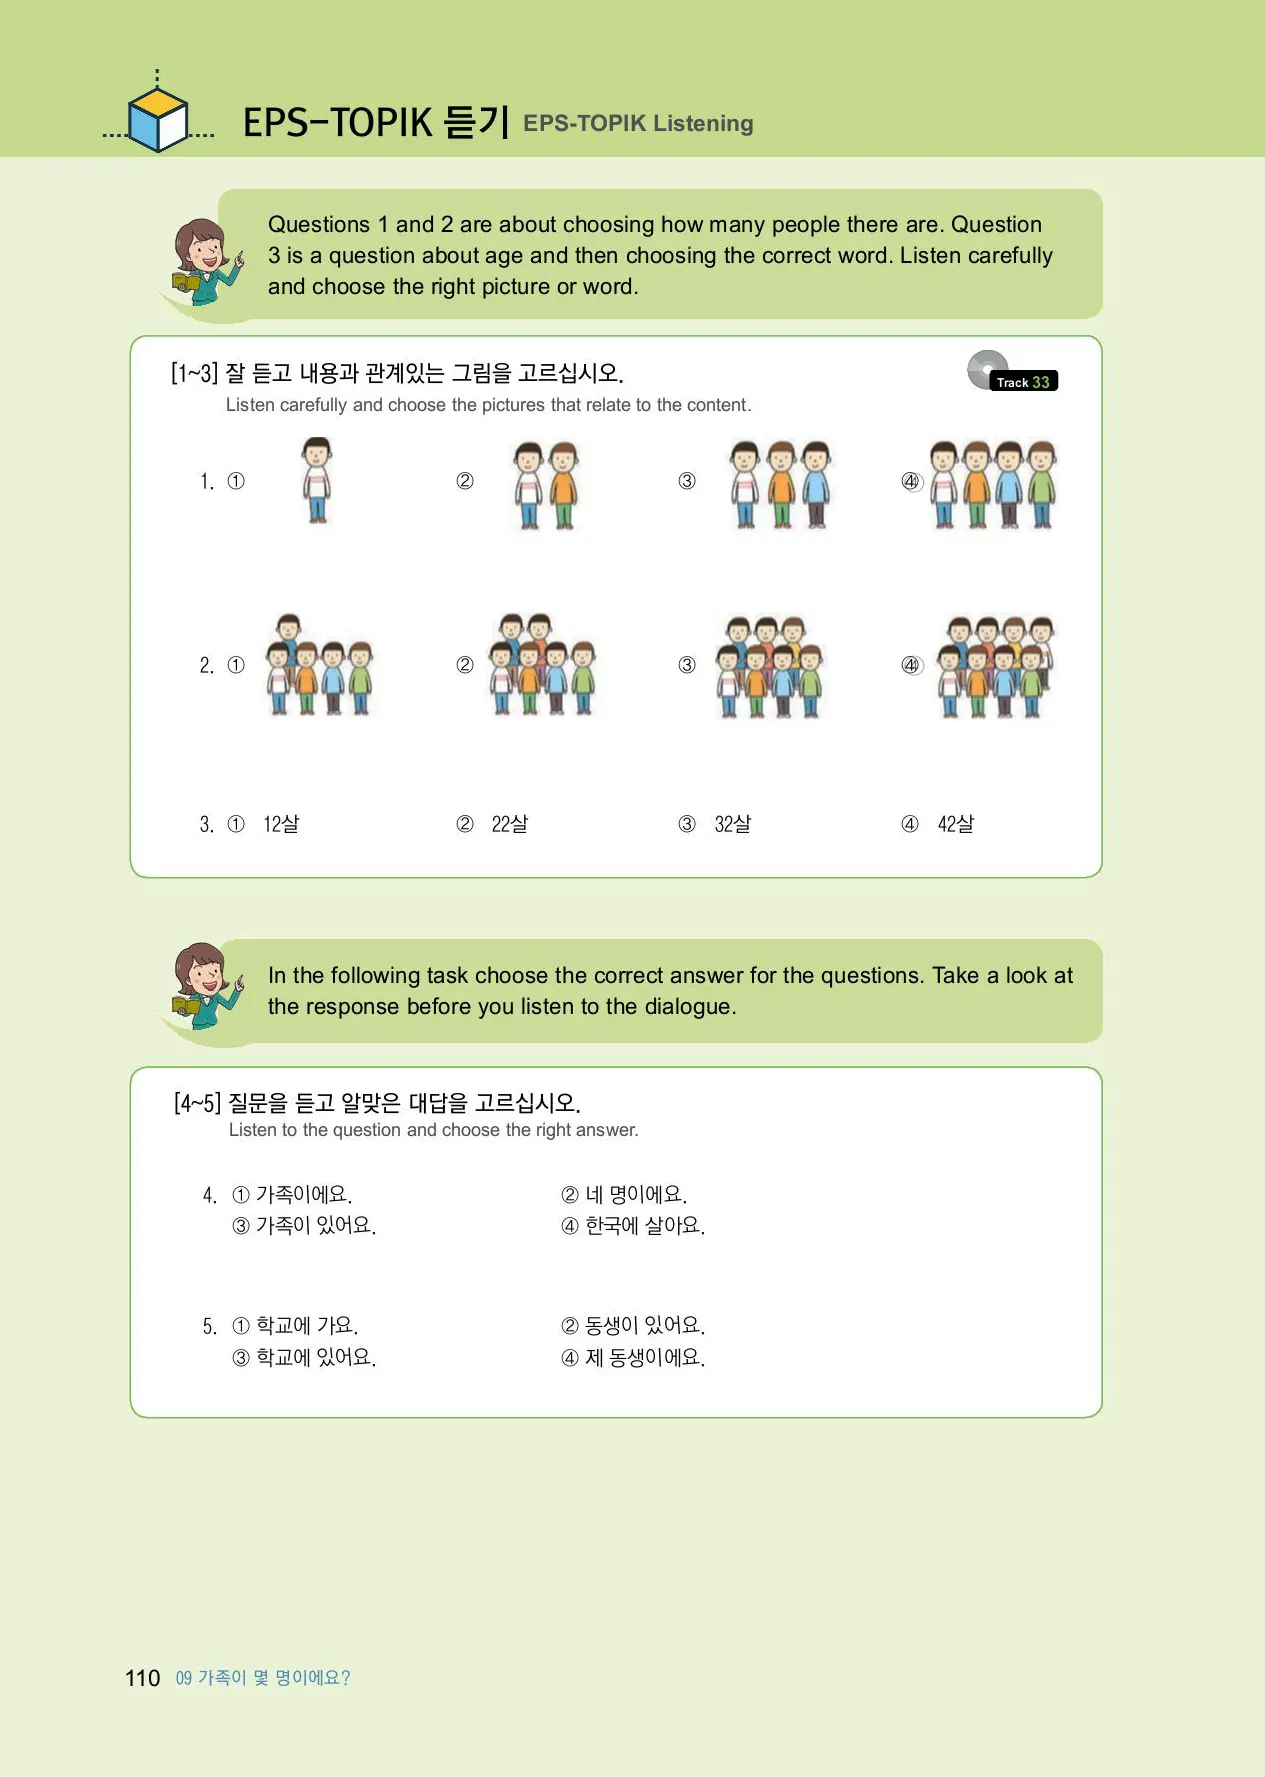 EPS-TOPIK 듣기 EPS-TOPIK Listening
Questions 1 and 2 are about choosing how many people there are. Question
3 is a question about age and then choosing the correct word. Listen carefully
and choose the right picture or word.
[1~3] 잘 듣고 내용과 관계있는 그림을 고르십시오.
Track 33
Listen carefully and choose the pictures that relate to the content.
1. ① ② ③ ④
2. ① ② ③ ④
3. ① 12살 ② 22살 ③ 32살 ④ 42살
In the following task choose the correct answer for the questions. Take a look at
the response before you listen to the dialogue.
[4~5] 질문을 듣고 알맞은 대답을 고르십시오.
Listen to the question and choose the right answer.
4. ① 가족이에요. ② 네 명이에요.
③ 가족이 있어요. ④ 한국에 살아요.
5. ① 학교에 가요. ② 동생이 있어요.
③ 학교에 있어요. ④ 제 동생이에요.
110 09 가족이 몇 명이에요?